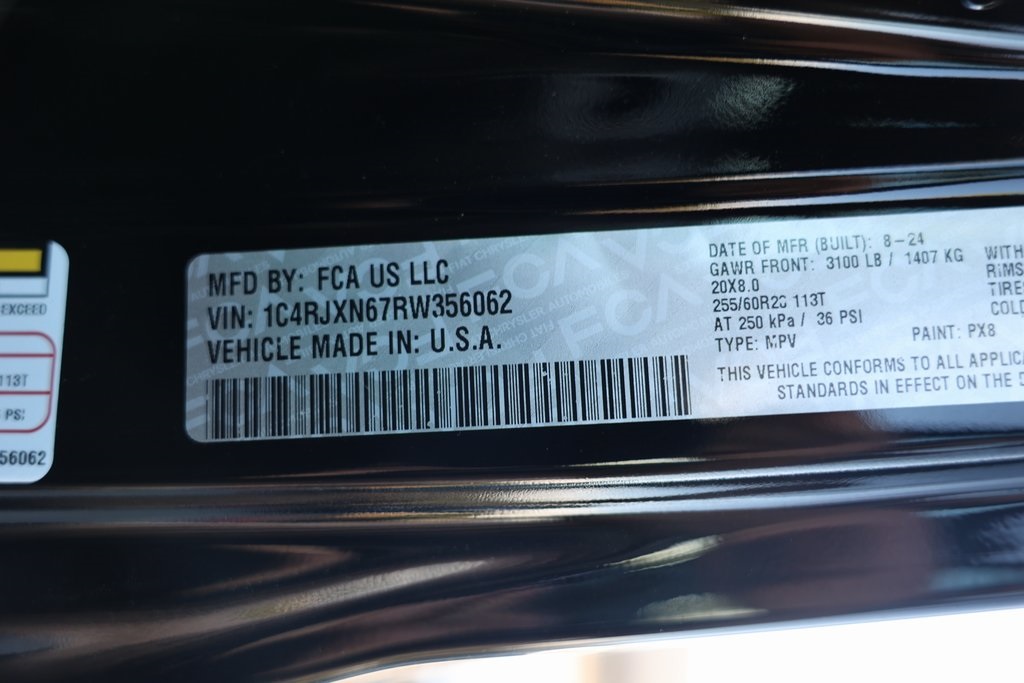 EXCEED
113T
PSI
56062
MFD BY: FCA US LLC
VIN: 1C4RJXN67RW356062
VEHICLE MADE IN: U.S.A.
DATE OF MFR (BUILT): 8-24
GAWR FRONT: 3100 LB / 1407 KG
20X8.0
255/60R20 113T
AT 250 kPa / 36 PSI
TYPE: MPV PAINT: PX8
THIS VEHICLE CONFORMS TO ALL APPLICA
STANDARDS IN EFFECT ON THE
WITH
RIMS
TIRES
COLD